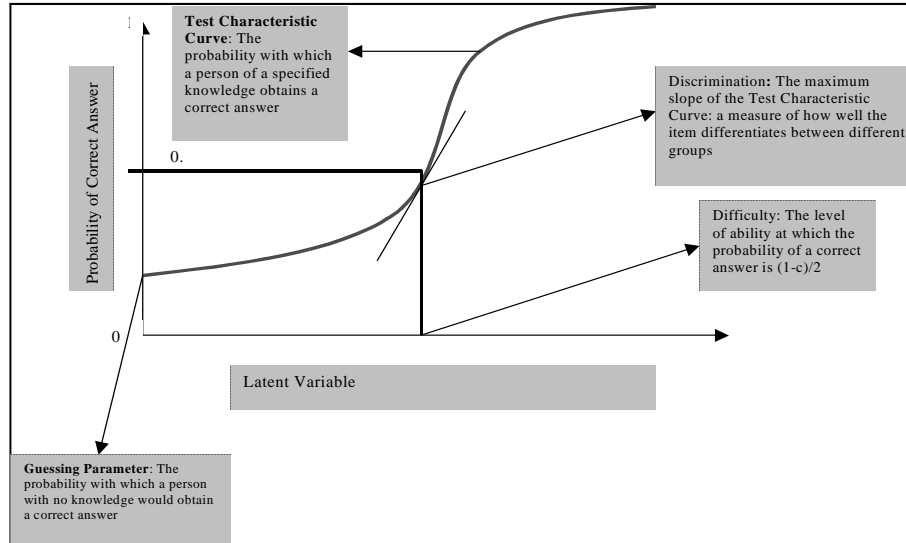 1
Test Characteristic
Curve: The
probability with which
a person of a specified
knowledge obtains a
correct answer
Discrimination: The maximum
slope of the Test Characteristic
Curve: a measure of how well the
item differentiates between different
groups
Probability of Correct Answer
0.
Difficulty: The level
of ability at which the
probability of a correct
answer is (1-c)/2
0
Latent Variable
Guessing Parameter: The
probability with which a person
with no knowledge would obtain
a correct answer